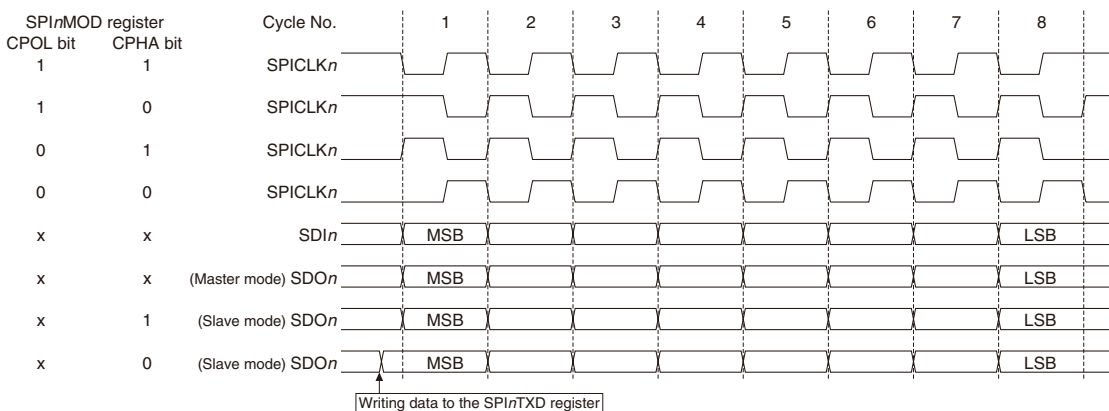 SPInMOD register Cycle No. 1 2 3 4 5 6 7 8
CPOL bit CPHA bit
1 1 SPICLKn
1 0 SPICLKn
0 1 SPICLKn
0 0 SPICLKn
x x SDIn MSB LSB
x x (Master mode) SDOn MSB LSB
x 1 (Slave mode) SDOn MSB LSB
x 0 (Slave mode) SDOn MSB LSB
Writing data to the SPInTXD register